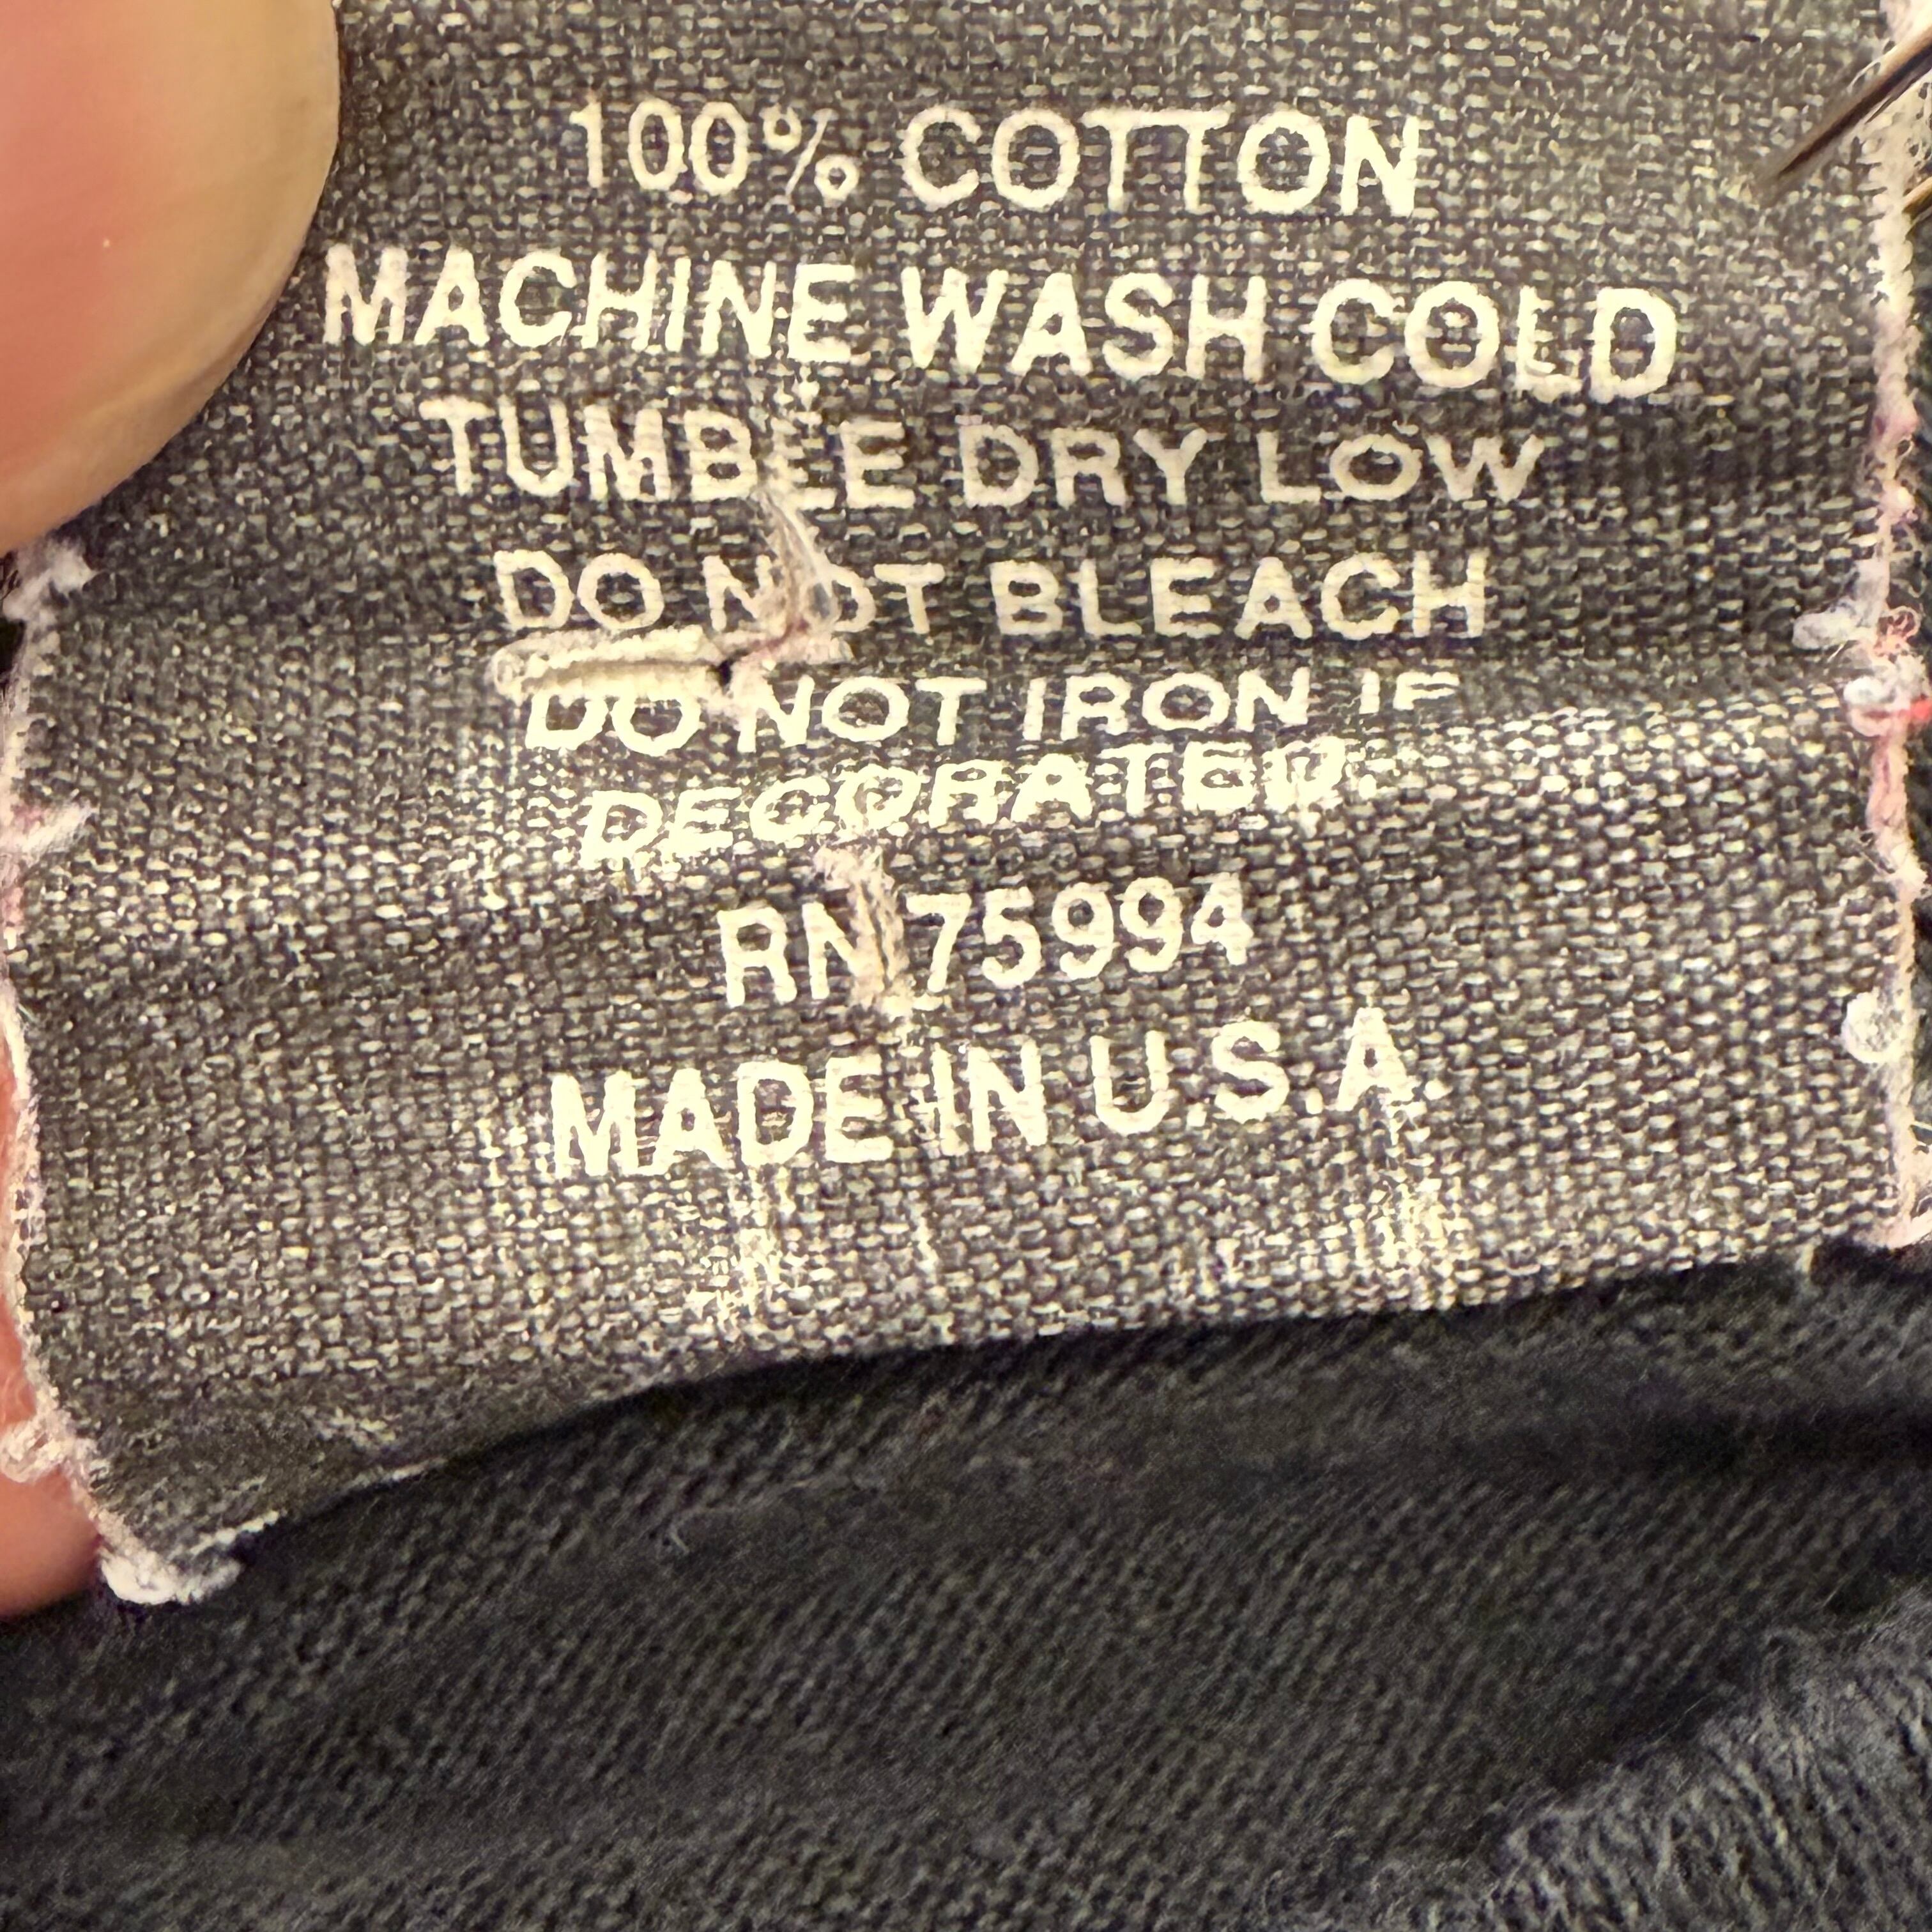 100% COTTON
MACHINE WASH COLD
TUMBLE DRY LOW
DO NOT BLEACH
DO NOT IRON IF
DECORATED.
RN 75994
MADE IN U.S.A.